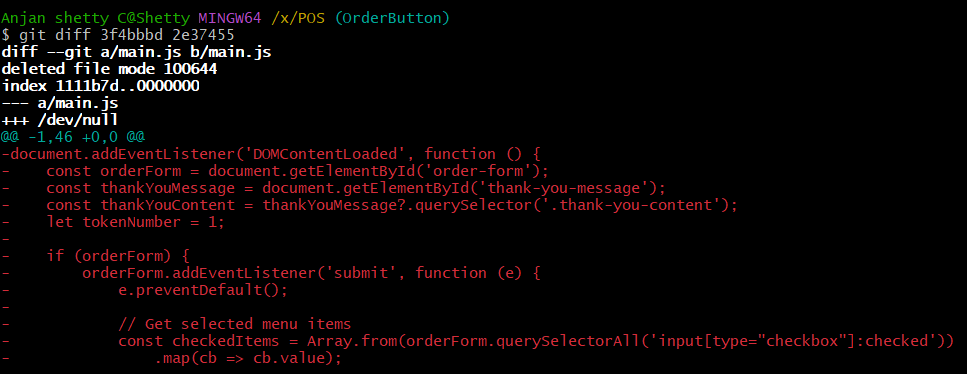 Anjan shetty C@Shetty MINGW64 /x/POS (OrderButton)
$ git diff 3f4bbbd 2e37455
diff --git a/main.js b/main.js
deleted file mode 100644
index 1111b7d..0000000
--- a/main.js
+++ /dev/null
@@ -1,46 +0,0 @@
-document.addEventListener('DOMContentLoaded', function () {
-    const orderForm = document.getElementById('order-form');
-    const thankYouMessage = document.getElementById('thank-you-message');
-    const thankYouContent = thankYouMessage?.querySelector('.thank-you-content');
-    let tokenNumber = 1;
-
-    if (orderForm) {
-        orderForm.addEventListener('submit', function (e) {
-            e.preventDefault();
-
-            // Get selected menu items
-            const checkedItems = Array.from(orderForm.querySelectorAll('input[type="checkbox"]:checked'))
-                .map(cb => cb.value);